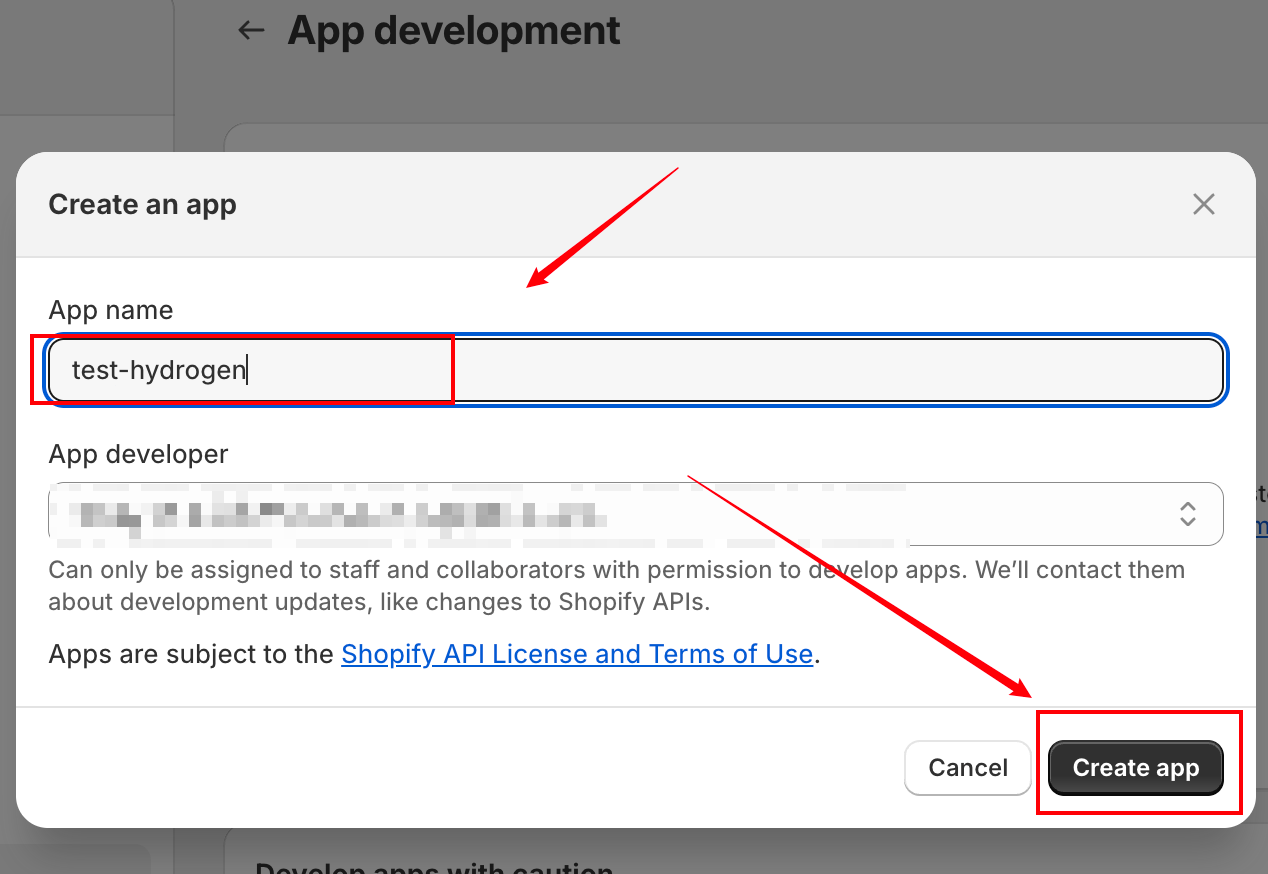 App development
Create an app
App name
test-hydrogen
App developer
Can only be assigned to staff and collaborators with permission to develop apps. We’ll contact them
about development updates, like changes to Shopify APIs.
Apps are subject to the Shopify API License and Terms of Use.
Cancel
Create app
Develop apps with caution